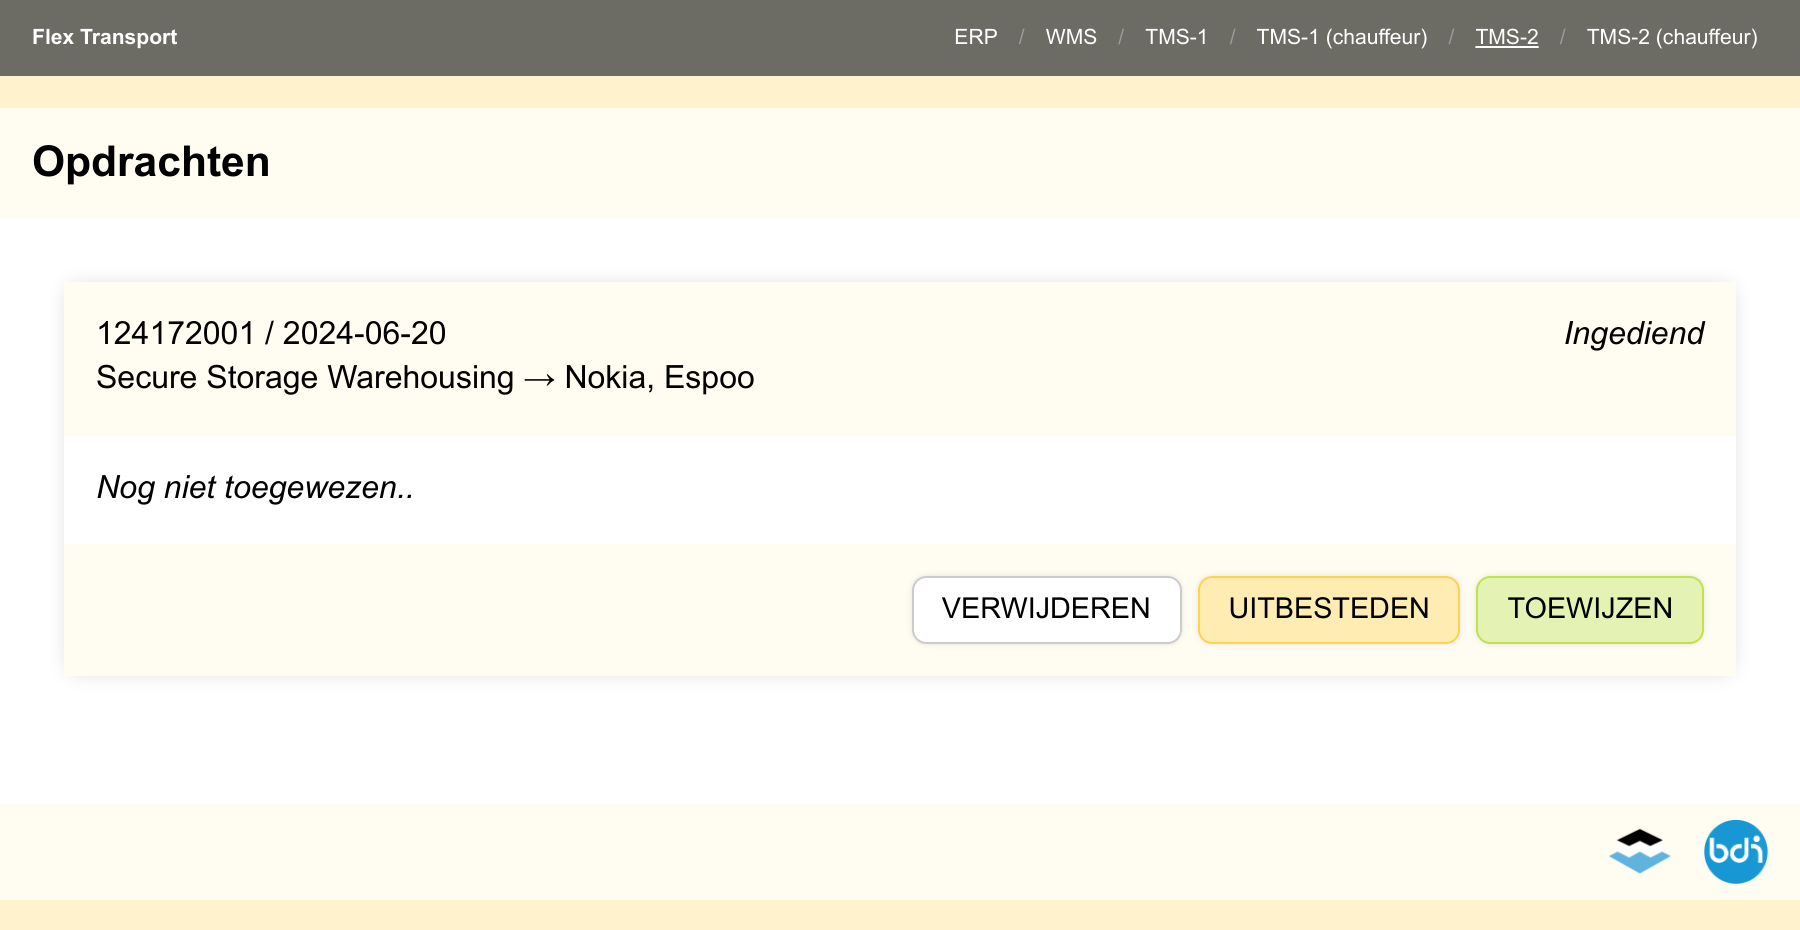 Flex Transport
ERP / WMS / TMS-1 / TMS-1 (chauffeur) / TMS-2 / TMS-2 (chauffeur)
Opdrachten
124172001 / 2024-06-20
Ingediend
Secure Storage Warehousing → Nokia, Espoo
Nog niet toegewezen..
VERWIJDEREN
UITBESTEDEN
TOEWIJZEN
bdi